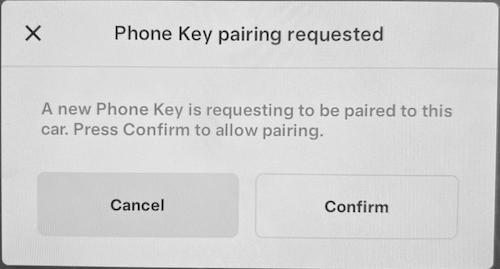 Phone Key pairing requested
A new Phone Key is requesting to be paired to this
car. Press Confirm to allow pairing.
Cancel
Confirm